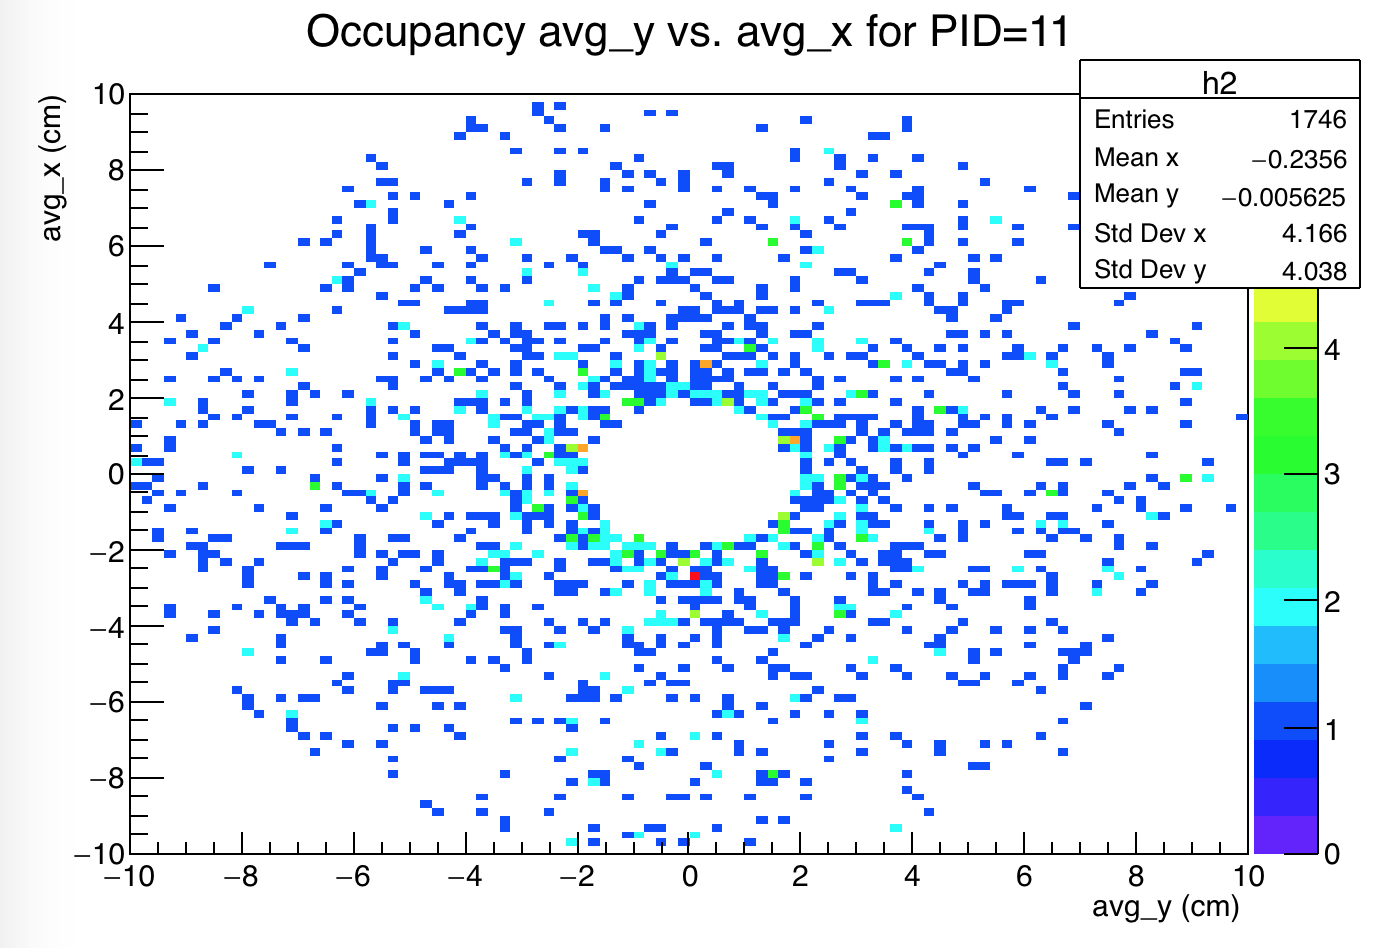 Occupancy avg_y vs. avg_x for PID=11
h2
Entries 1746
Mean x −0.2356
Mean y −0.005625
Std Dev x 4.166
Std Dev y 4.038
avg_x (cm)
10
8
6
4
2
0
−2
−4
−6
−8
−10
−10 −8 −6 −4 −2 0 2 4 6 8 10
avg_y (cm)
4
3
2
1
0